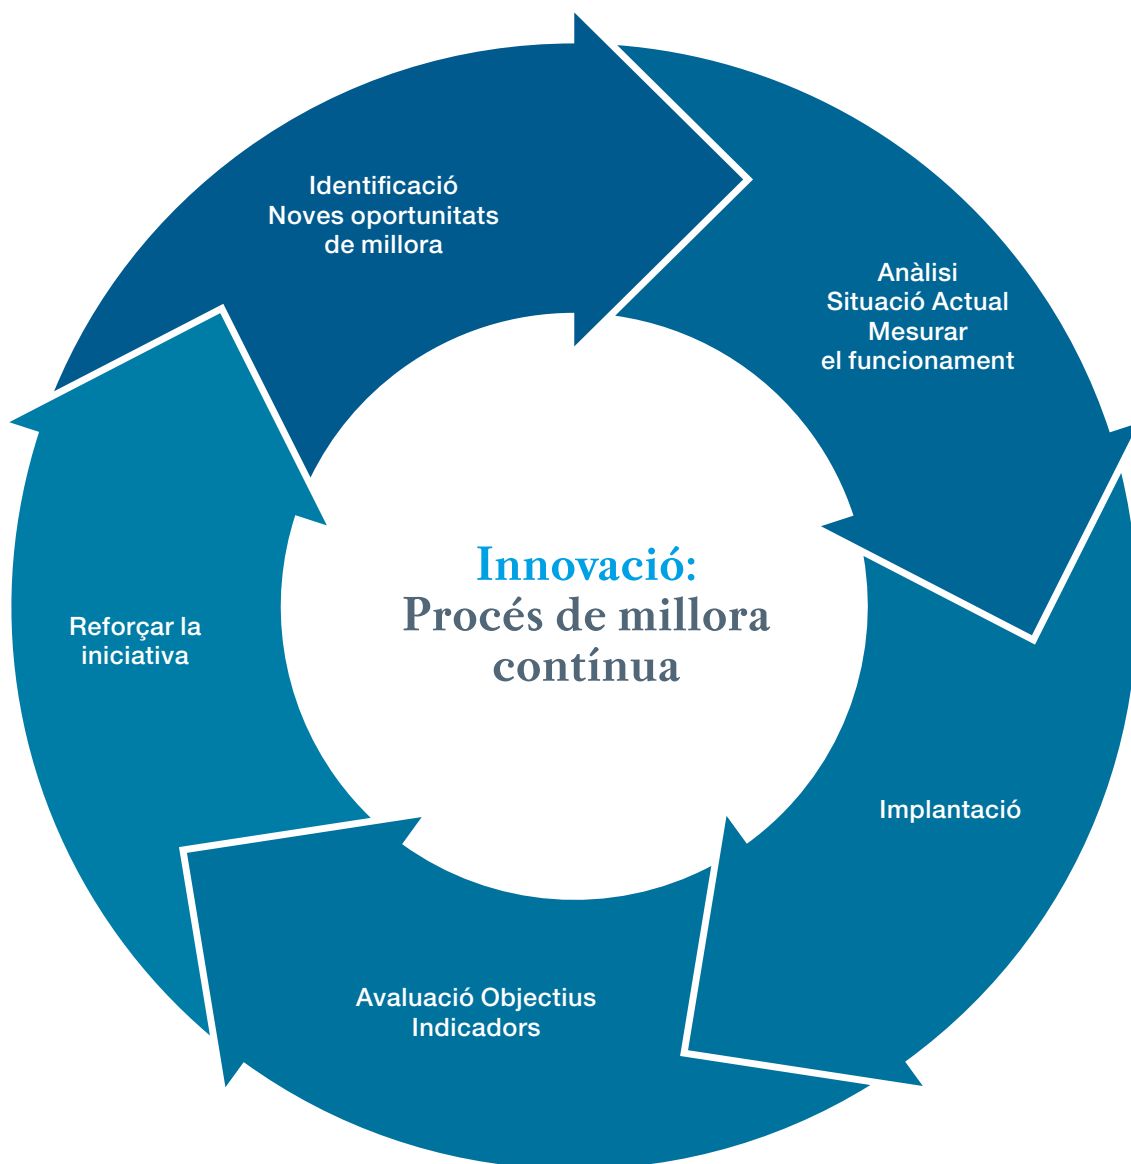 Identificació
Noves oportunitats
de millora
Anàlisi
Situació Actual
Mesurar
el funcionament
Implantació
Avaluació Objectius
Indicadors
Reforçar la
iniciativa
Innovació:
Procés de millora
contínua